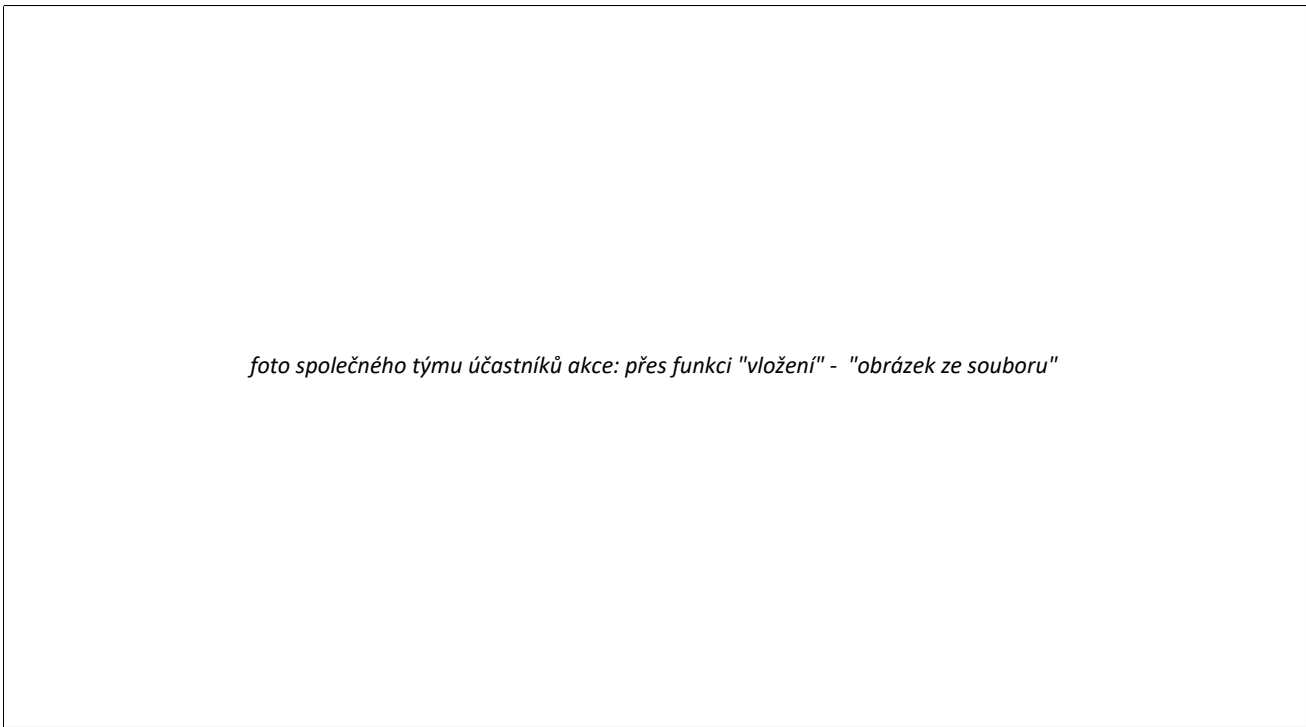 foto společného týmu účastníků akce: přes funkci "vložení" -  "obrázek ze souboru"